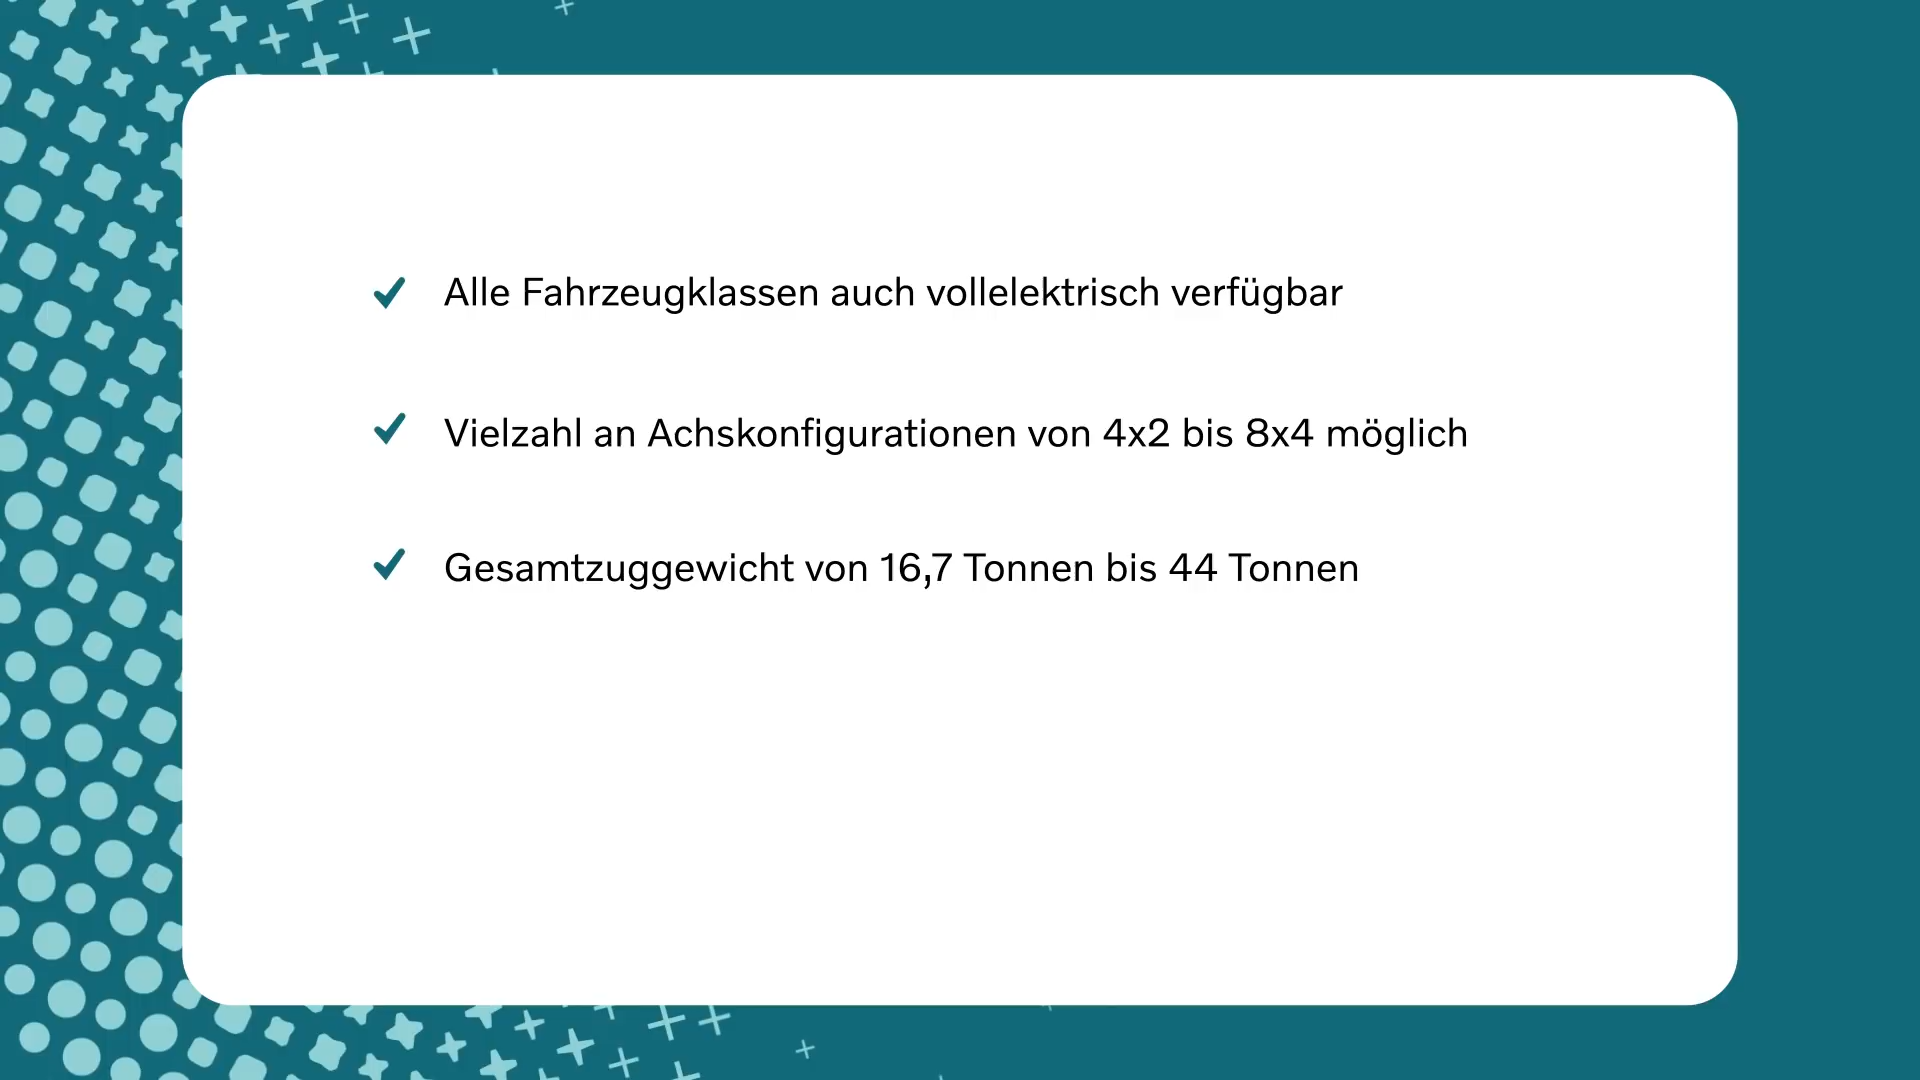 Alle Fahrzeugklassen auch vollelektrisch verfügbar
Vielzahl an Achskonfigurationen von 4x2 bis 8x4 möglich
Gesamtzuggewicht von 16,7 Tonnen bis 44 Tonnen